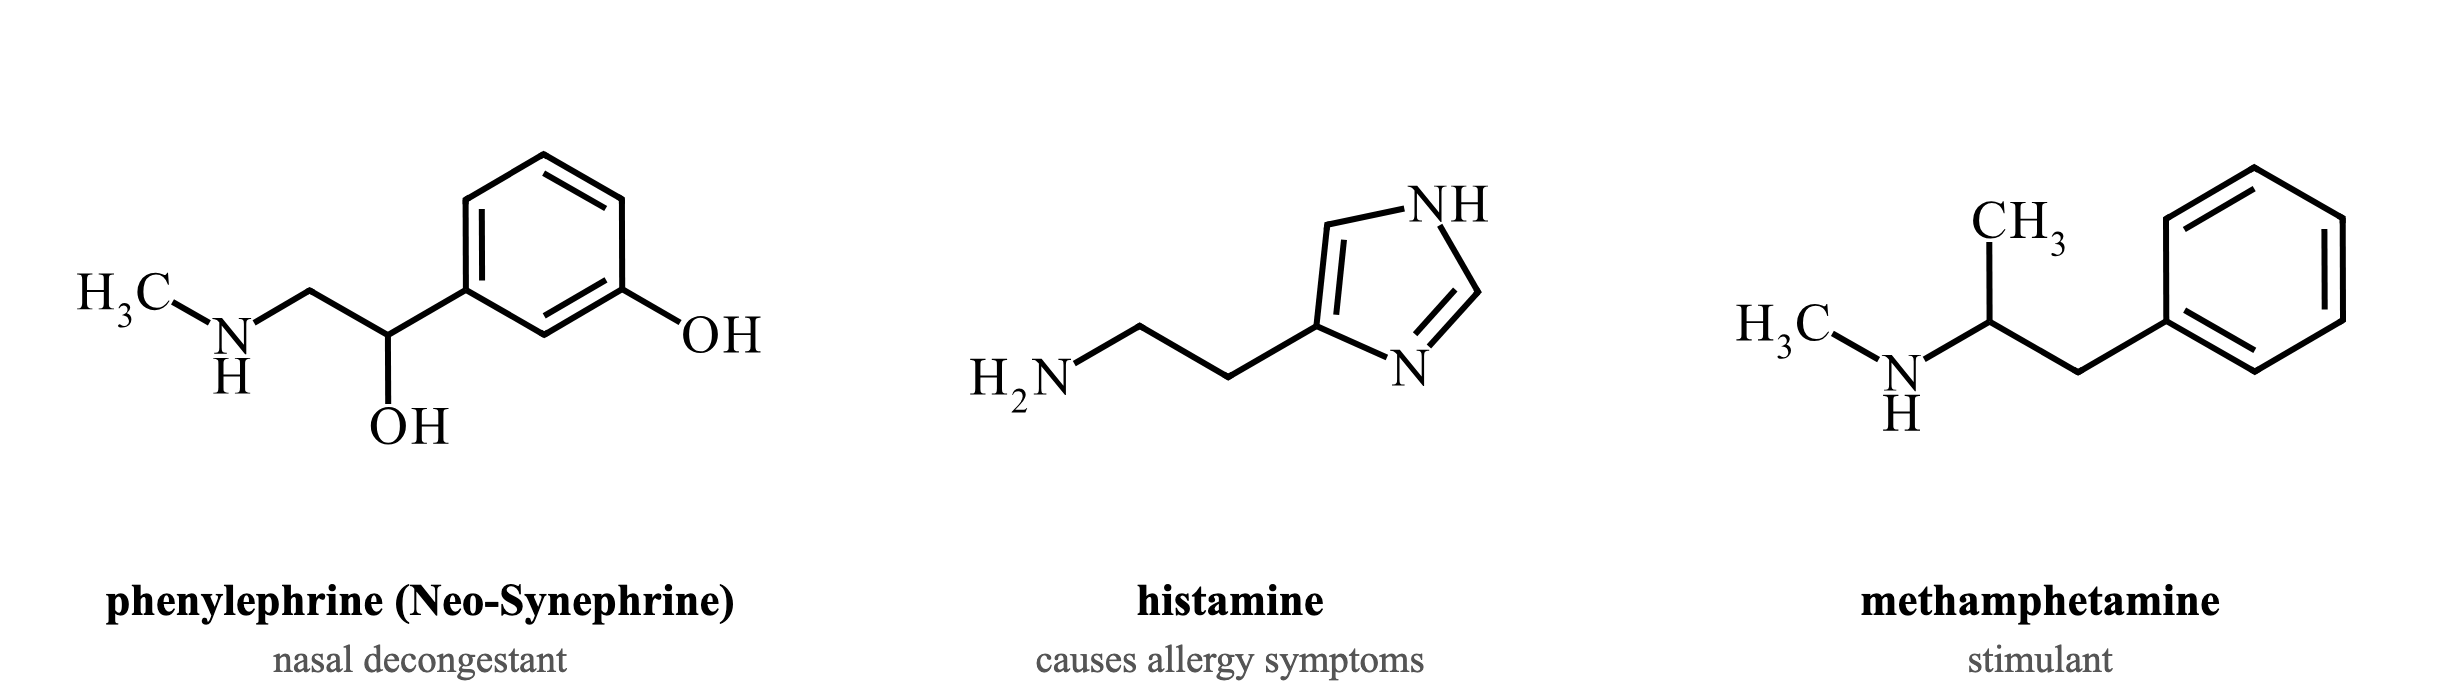 H₃C
N
H
OH
OH
phenylephrine (Neo-Synephrine)
nasal decongestant
H₂N
NH
N
histamine
causes allergy symptoms
H₃C
N
H
CH₃
methamphetamine
stimulant